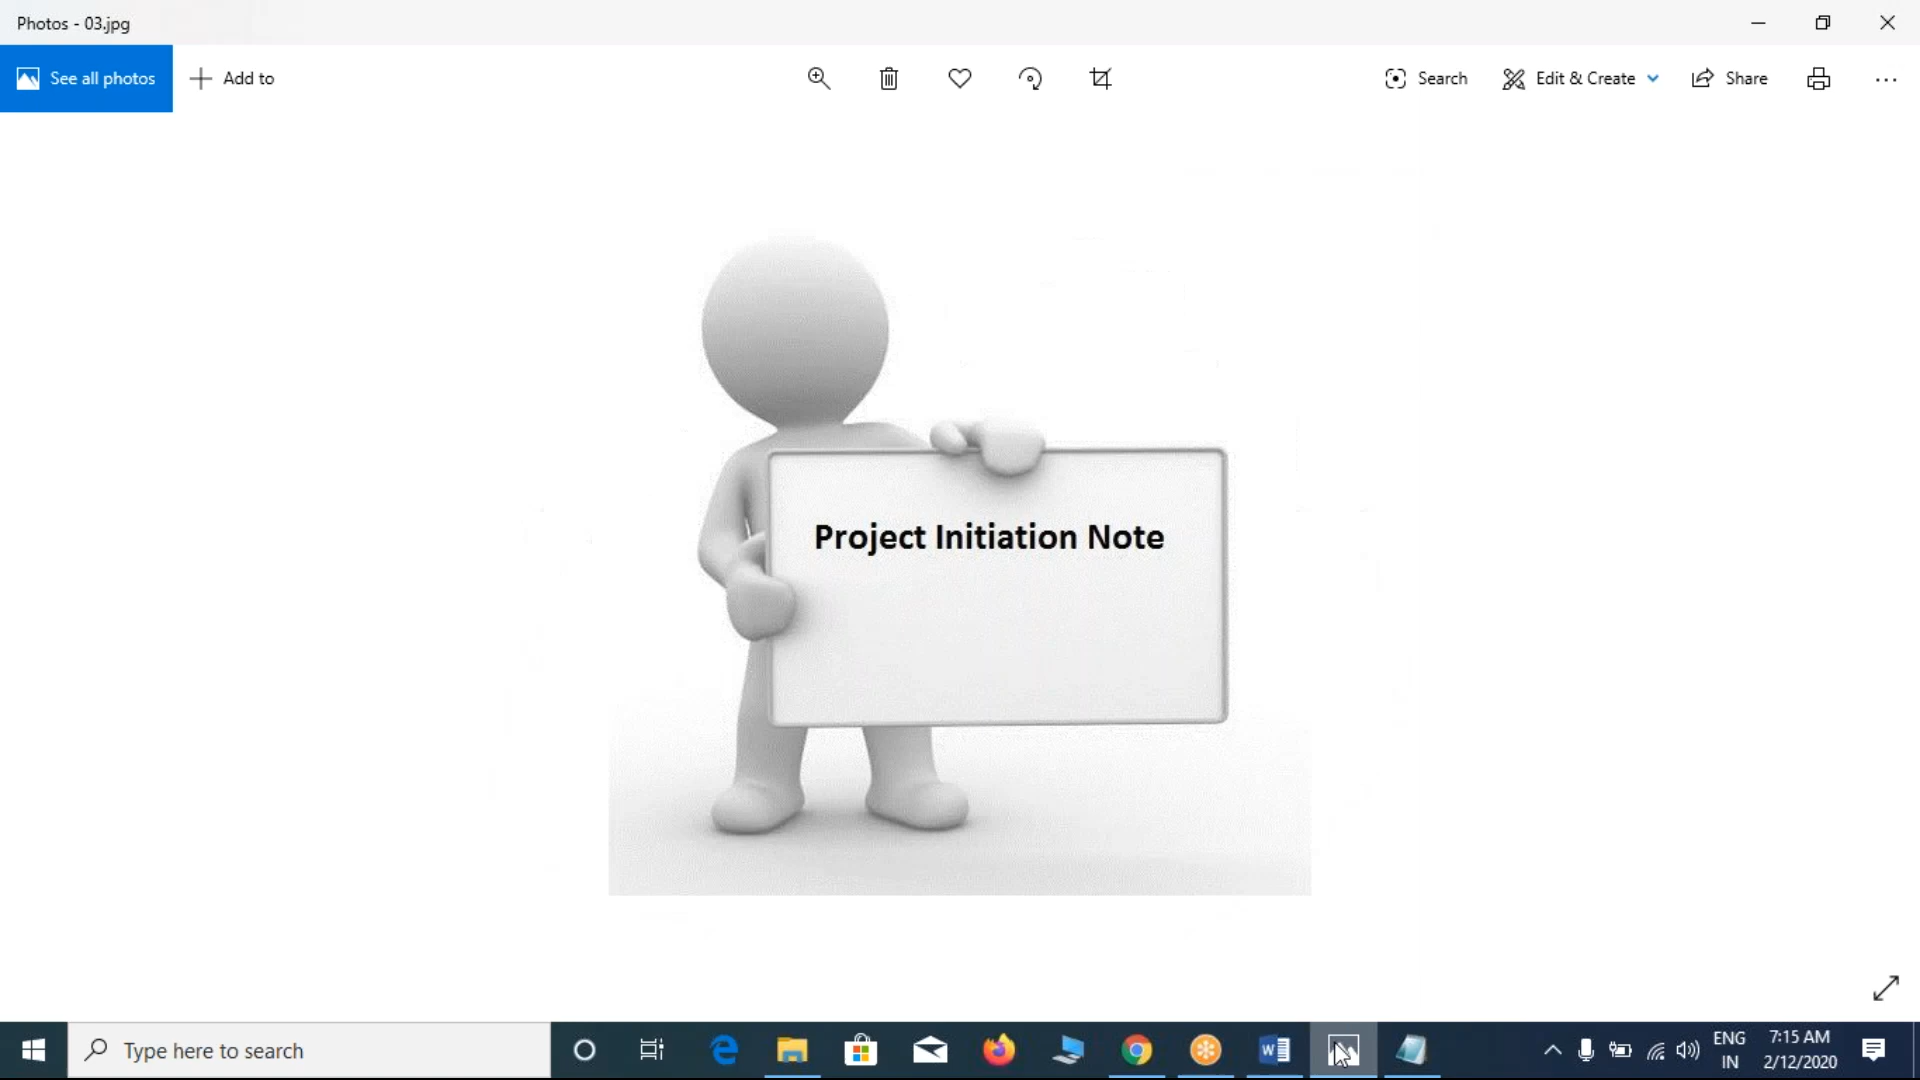 Photos - 03.jpg
See all photos
Add to
Search
Edit & Create
Share
Project Initiation Note
Type here to search
ENG
IN
7:15 AM
2/12/2020